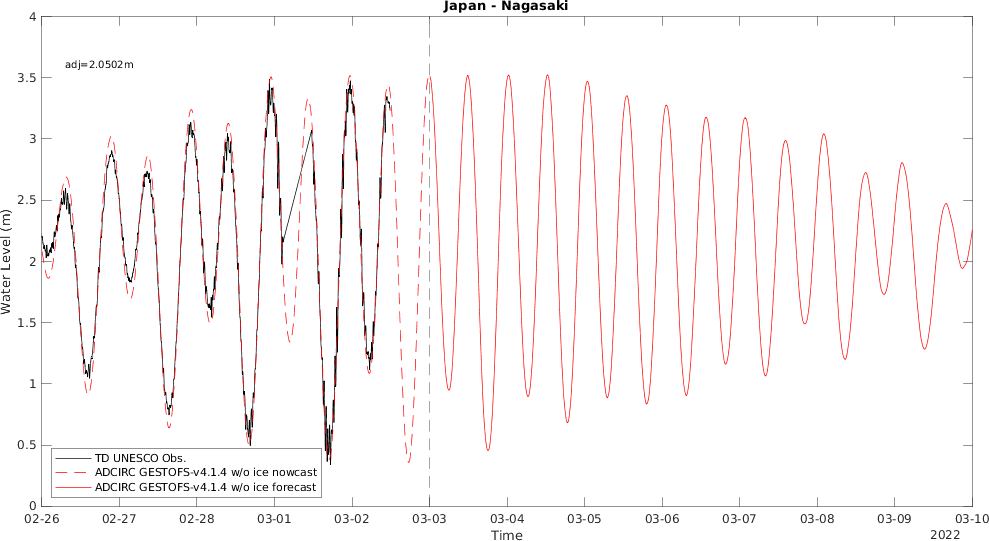 Japan - Nagasaki
adj=2.0502m
4
3.5
3
2.5
2
1.5
1
0.5
0
Water Level (m)
TD UNESCO Obs.
ADCIRC GESTOFS-v4.1.4 w/o ice nowcast
ADCIRC GESTOFS-v4.1.4 w/o ice forecast
02-26 02-27 02-28 03-01 03-02 03-03 03-04 03-05 03-06 03-07 03-08 03-09 03-10
Time
2022